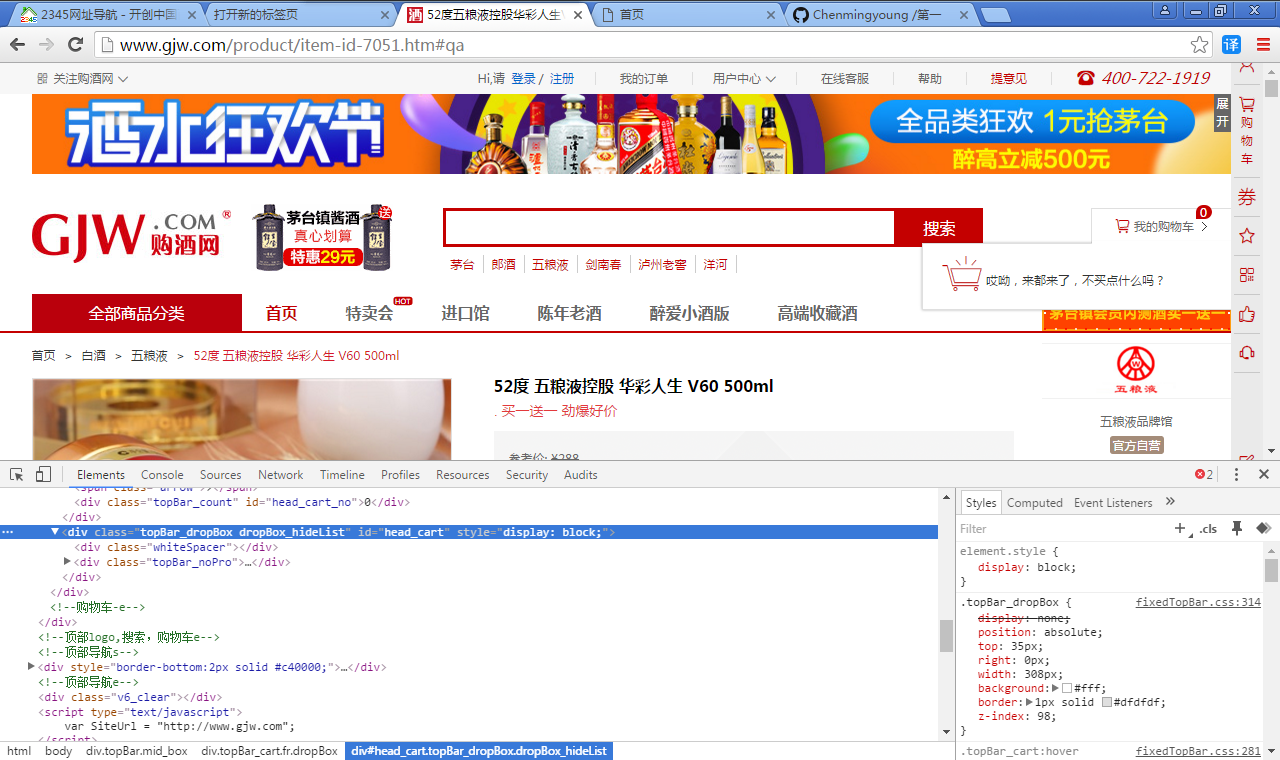 2345网址导航 - 开创中国
打开新的标签页
52度五粮液控股华彩人生V
首页
Chenmingyoung /第一
www.gjw.com/product/item-id-7051.htm#qa
译
关注购酒网
Hi,请 登录 / 注册
我的订单
用户中心
在线客服
帮助
提意见
400-722-1919
酒水狂欢节
全品类狂欢 1元抢茅台
醉高立减500元
展开
购物车
券
GJW.COM®
购酒网
茅台镇酱酒 送
真心划算
特惠29元
搜索
0
我的购物车
茅台 郎酒 五粮液 剑南春 泸州老窖 洋河
哎呦，来都来了，不买点什么吗？
全部商品分类
首页
特卖会 HOT
进口馆
陈年老酒
醉爱小酒版
高端收藏酒
茅台镇会员内测酒买一送一
首页 > 白酒 > 五粮液 > 52度 五粮液控股 华彩人生 V60 500ml
52度 五粮液控股 华彩人生 V60 500ml
. 买一送一 劲爆好价
参考价: ¥288
五粮液
五粮液品牌馆
官方自营
Elements Console Sources Network Timeline Profiles Resources Security Audits
2
<span class="arrow">></span>
<div class="topBar_count" id="head_cart_no">0</div>
</div>
<div class="topBar_dropBox dropBox_hideList" id="head_cart" style="display: block;">
<div class="whiteSpacer"></div>
<div class="topBar_noPro">…</div>
</div>
</div>
<!--购物车-e-->
</div>
<!--顶部logo,搜索，购物车e-->
<!--顶部导航s-->
<div style="border-bottom:2px solid #c40000;">…</div>
<!--顶部导航e-->
<div class="v6_clear"></div>
<script type="text/javascript">
var SiteUrl = "http://www.gjw.com";
</script>
html body div.topBar.mid_box div.topBar_cart.fr.dropBox div#head_cart.topBar_dropBox.dropBox_hideList
Styles Computed Event Listeners »
Filter
+ .cls
element.style {
display: block;
}
.topBar_dropBox { fixedTopBar.css:314
display: none;
position: absolute;
top: 35px;
right: 0px;
width: 308px;
background: #fff;
border: 1px solid #dfdfdf;
z-index: 98;
}
.topBar_cart:hover fixedTopBar.css:281